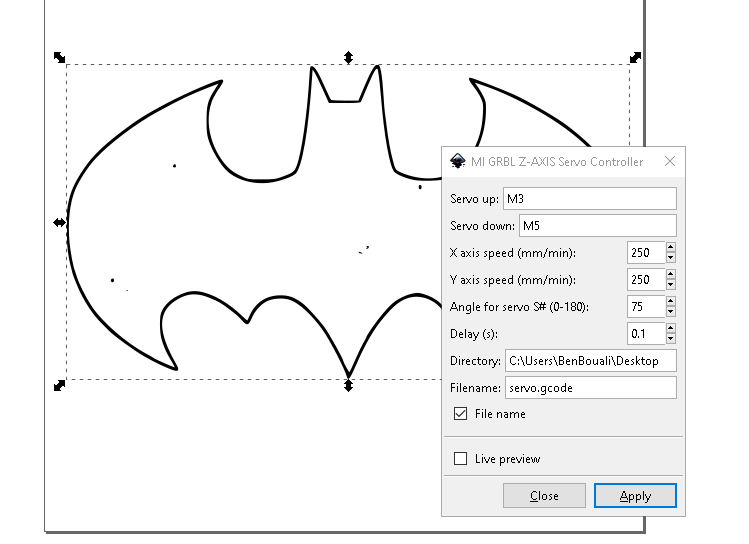 MI GRBL Z-AXIS Servo Controller
Servo up: M3
Servo down: M5
X axis speed (mm/min): 250
Y axis speed (mm/min): 250
Angle for servo S# (0-180): 75
Delay (s): 0.1
Directory: C:\Users\BenBouali\Desktop
Filename: servo.gcode
File name
Live preview
Close Apply